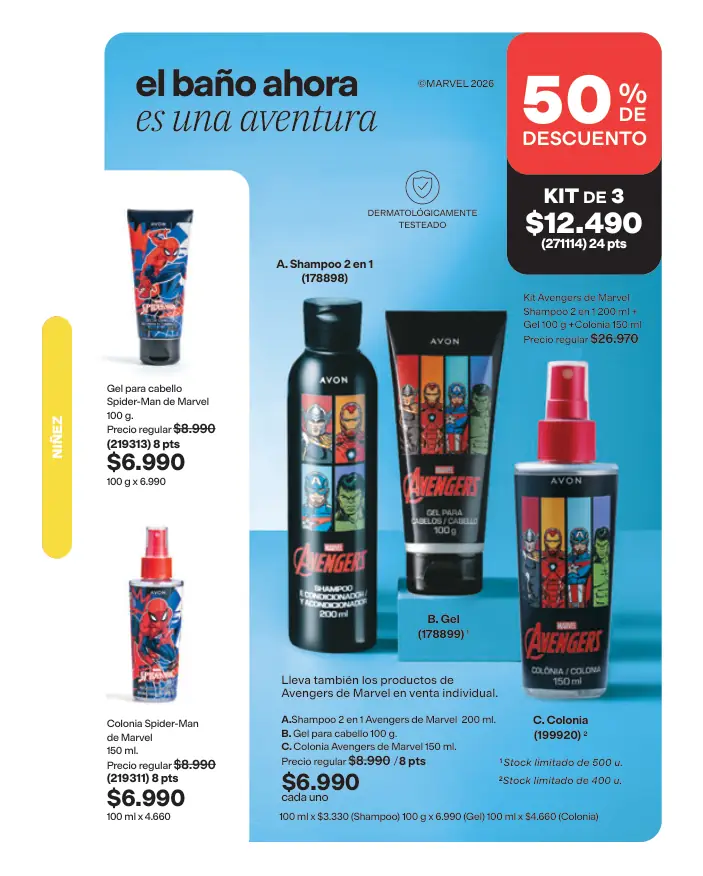 el baño ahora
es una aventura
©MARVEL 2026
50 % DE
DESCUENTO
KIT DE 3
$12.490
(271114) 24 pts
DERMATOLÓGICAMENTE
TESTEADO
Kit Avengers de Marvel
Shampoo 2 en 1 200 ml +
Gel 100 g +Colonia 150 ml
Precio regular $26.970
NIÑEZ
AVON
Gel para cabello
Spider-Man de Marvel
100 g.
Precio regular $8.990
(219313) 8 pts
$6.990
100 g x 6.990
Colonia Spider-Man
de Marvel
150 ml.
Precio regular $8.990
(219311) 8 pts
$6.990
100 ml x 4.660
A. Shampoo 2 en 1
(178898)
AVON
MARVEL
AVENGERS
SHAMPOO
E CONDICIONADOR /
Y ACONDICIONADOR
200 ml
AVON
MARVEL
AVENGERS
GEL PARA
CABELOS / CABELLO
100 g
B. Gel
(178899) ¹
AVON
MARVEL
AVENGERS
COLÔNIA / COLONIA
150 ml
C. Colonia
(199920) ²
Lleva también los productos de
Avengers de Marvel en venta individual.
A.Shampoo 2 en 1 Avengers de Marvel 200 ml.
B. Gel para cabello 100 g.
C. Colonia Avengers de Marvel 150 ml.
Precio regular $8.990 / 8 pts
$6.990
cada uno
¹Stock limitado de 500 u.
²Stock limitado de 400 u.
100 ml x $3.330 (Shampoo) 100 g x 6.990 (Gel) 100 ml x $4.660 (Colonia)